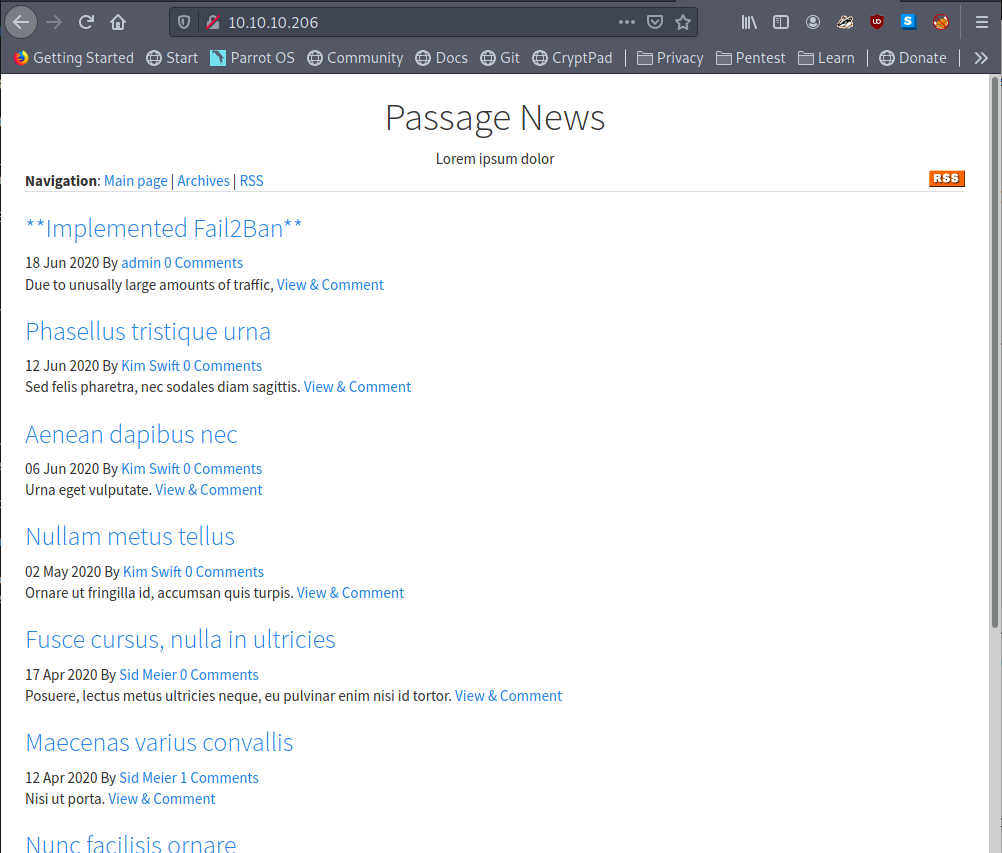 10.10.10.206
Getting Started Start Parrot OS Community Docs Git CryptPad Privacy Pentest Learn Donate
Passage News
Lorem ipsum dolor
Navigation: Main page | Archives | RSS
RSS
**Implemented Fail2Ban**
18 Jun 2020 By admin 0 Comments
Due to unusally large amounts of traffic, View & Comment
Phasellus tristique urna
12 Jun 2020 By Kim Swift 0 Comments
Sed felis pharetra, nec sodales diam sagittis. View & Comment
Aenean dapibus nec
06 Jun 2020 By Kim Swift 0 Comments
Urna eget vulputate. View & Comment
Nullam metus tellus
02 May 2020 By Kim Swift 0 Comments
Ornare ut fringilla id, accumsan quis turpis. View & Comment
Fusce cursus, nulla in ultricies
17 Apr 2020 By Sid Meier 0 Comments
Posuere, lectus metus ultricies neque, eu pulvinar enim nisi id tortor. View & Comment
Maecenas varius convallis
12 Apr 2020 By Sid Meier 1 Comments
Nisi ut porta. View & Comment
Nunc facilisis ornare